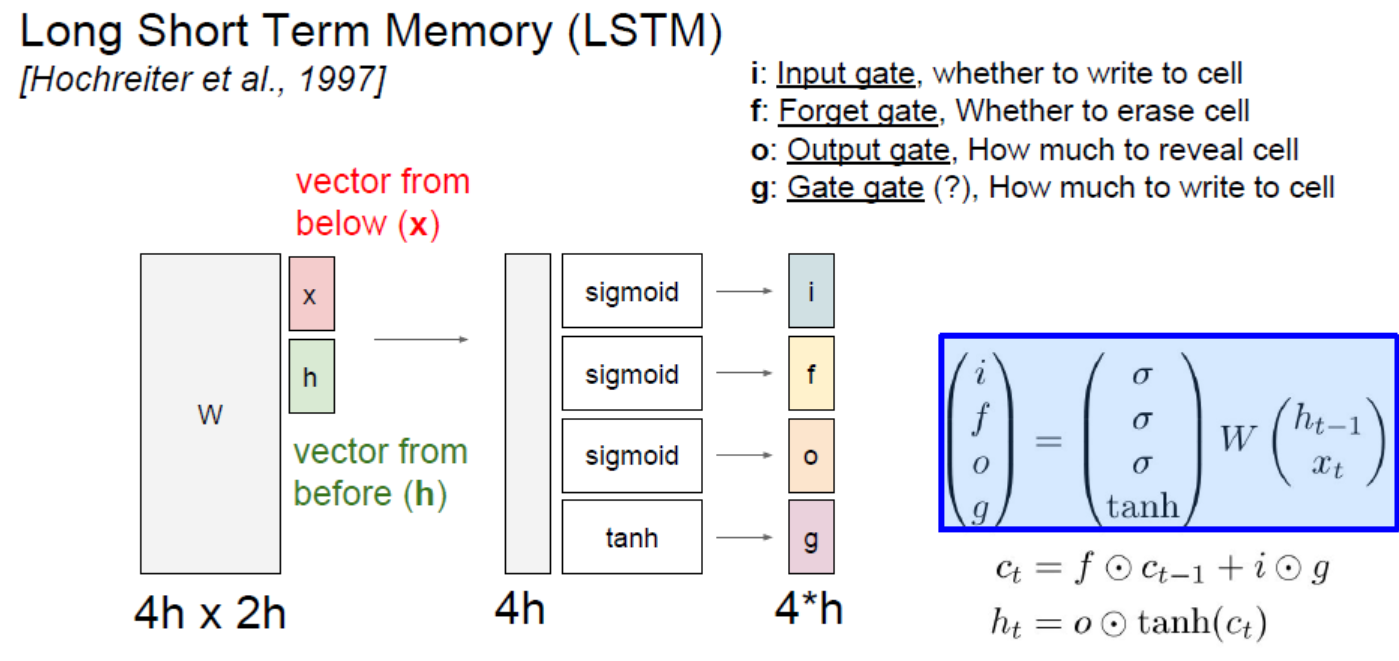 Long Short Term Memory (LSTM)
[Hochreiter et al., 1997]
i: Input gate, whether to write to cell
f: Forget gate, Whether to erase cell
o: Output gate, How much to reveal cell
g: Gate gate (?), How much to write to cell
vector from
below (x)
x
h
W
vector from
before (h)
4h x 2h
4h
sigmoid
sigmoid
sigmoid
tanh
i
f
o
g
4*h
i
f
o
g
=
σ
σ
σ
tanh
W
h_{t−1}
x_t
c_t = f ⊙ c_{t−1} + i ⊙ g
h_t = o ⊙ tanh(c_t)